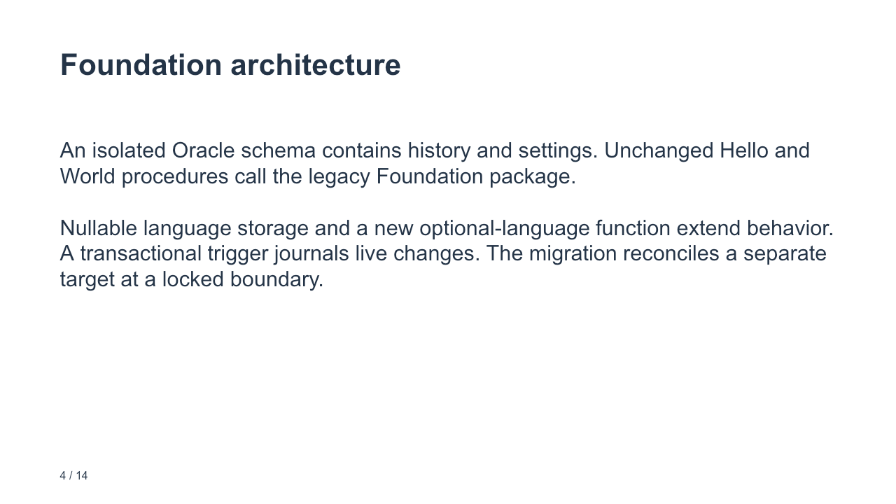 Foundation architecture
An isolated Oracle schema contains history and settings. Unchanged Hello and
World procedures call the legacy Foundation package.
Nullable language storage and a new optional-language function extend behavior.
A transactional trigger journals live changes. The migration reconciles a separate
target at a locked boundary.
4 / 14